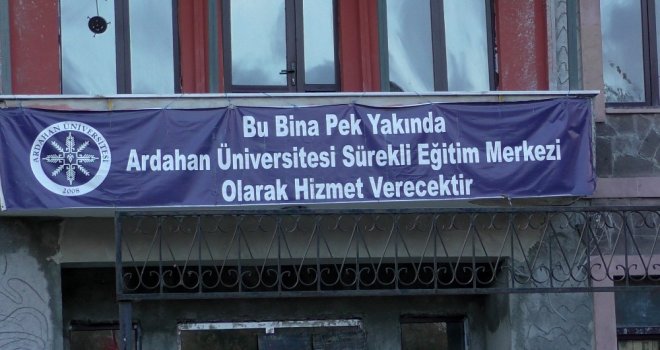 ARDAHAN ÜNİVERSİTESİ
2008
Bu Bina Pek Yakında
Ardahan Üniversitesi Sürekli Eğitim Merkezi
Olarak Hizmet Verecektir